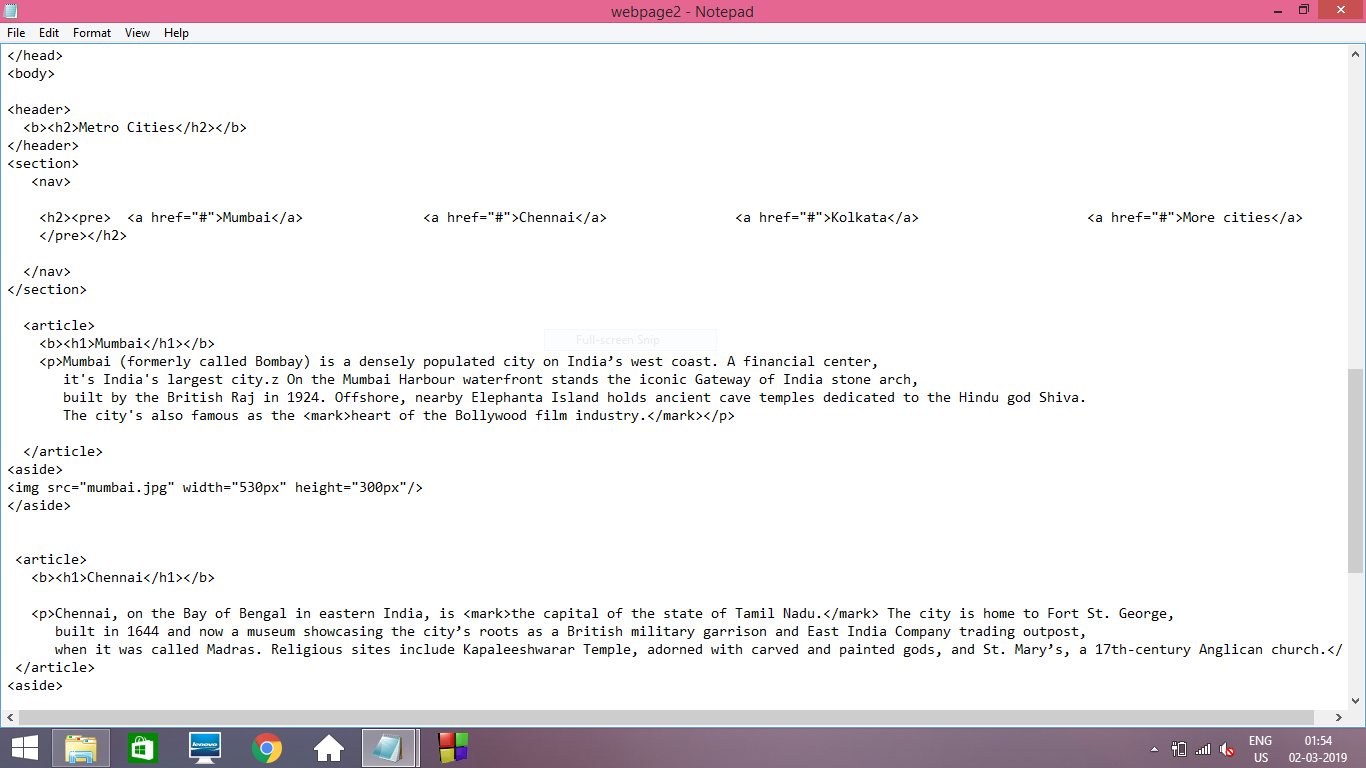 webpage2 - Notepad
File Edit Format View Help
</head>
<body>
<header>
<b><h2>Metro Cities</h2></b>
</header>
<section>
<nav>
<h2><pre> <a href="#">Mumbai</a> <a href="#">Chennai</a> <a href="#">Kolkata</a> <a href="#">More cities</a>
</pre></h2>
</nav>
</section>
<article>
<b><h1>Mumbai</h1></b>
<p>Mumbai (formerly called Bombay) is a densely populated city on India’s west coast. A financial center,
it's India's largest city.z On the Mumbai Harbour waterfront stands the iconic Gateway of India stone arch,
built by the British Raj in 1924. Offshore, nearby Elephanta Island holds ancient cave temples dedicated to the Hindu god Shiva.
The city's also famous as the <mark>heart of the Bollywood film industry.</mark></p>
</article>
<aside>
<img src="mumbai.jpg" width="530px" height="300px"/>
</aside>
<article>
<b><h1>Chennai</h1></b>
<p>Chennai, on the Bay of Bengal in eastern India, is <mark>the capital of the state of Tamil Nadu.</mark> The city is home to Fort St. George,
built in 1644 and now a museum showcasing the city’s roots as a British military garrison and East India Company trading outpost,
when it was called Madras. Religious sites include Kapaleeshwarar Temple, adorned with carved and painted gods, and St. Mary’s, a 17th-century Anglican church.</
</article>
<aside>
Full-screen Snip
lenovo
ENG
US
01:54
02-03-2019